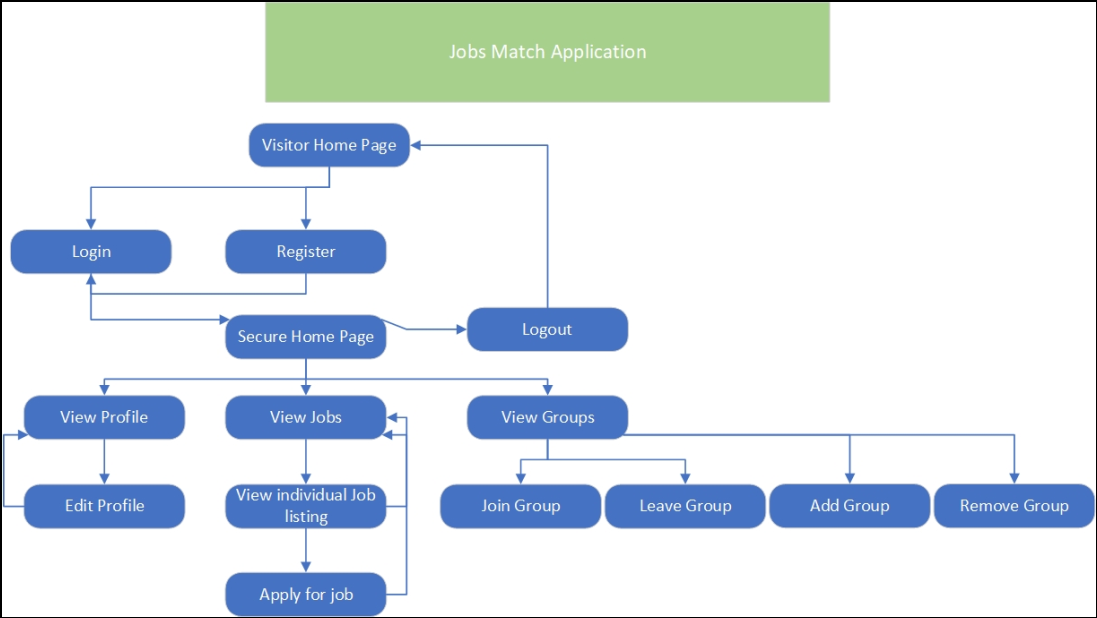 Jobs Match Application
Visitor Home Page
Login
Register
Secure Home Page
Logout
View Profile
View Jobs
View Groups
Edit Profile
View individual Job
listing
Join Group
Leave Group
Add Group
Remove Group
Apply for job